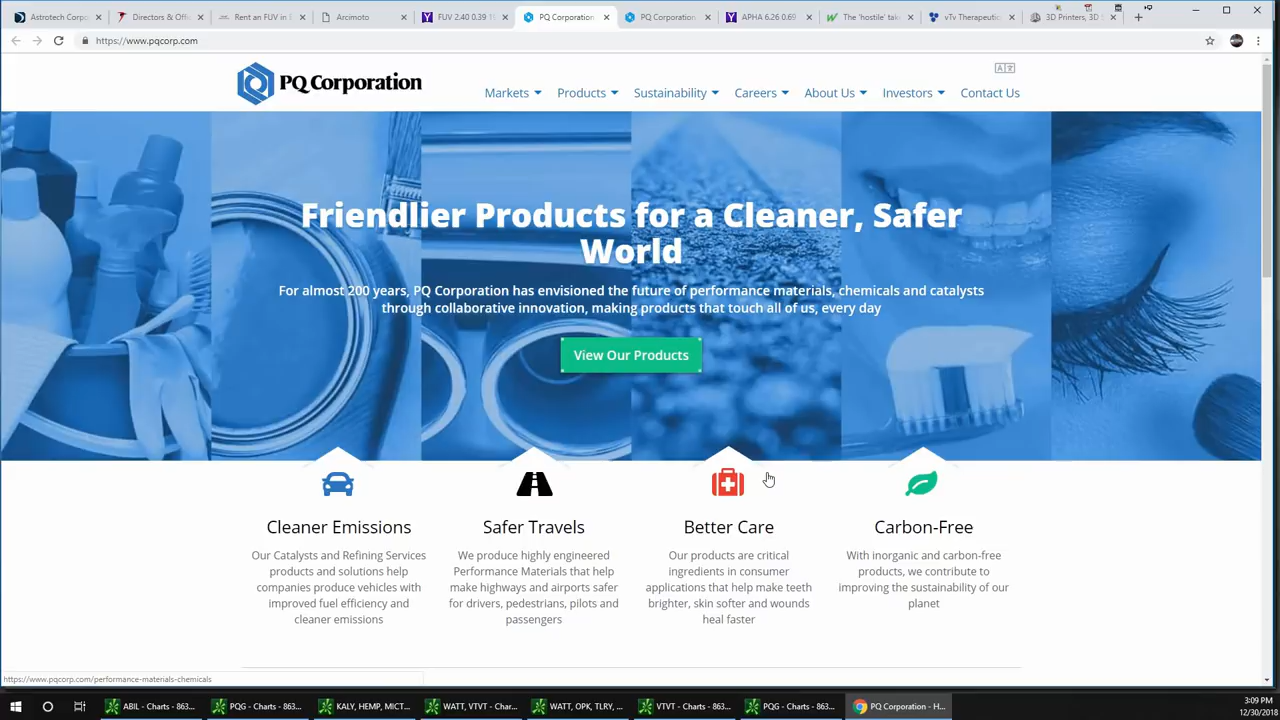 Astrotech Corpo
Directors & Offi
Rent an FUV in
Arcimoto
FUV 2.40 0.39 1
PQ Corporation
PQ Corporation
APHA 6.26 0.69
The 'hostile' tak
vTv Therapeutic
3D Printers, 3D S
https://www.pqcorp.com
PQ Corporation
Markets
Products
Sustainability
Careers
About Us
Investors
Contact Us
Friendlier Products for a Cleaner, Safer
World
For almost 200 years, PQ Corporation has envisioned the future of performance materials, chemicals and catalysts
through collaborative innovation, making products that touch all of us, every day
View Our Products
Cleaner Emissions
Our Catalysts and Refining Services
products and solutions help
companies produce vehicles with
improved fuel efficiency and
cleaner emissions
Safer Travels
We produce highly engineered
Performance Materials that help
make highways and airports safer
for drivers, pedestrians, pilots and
passengers
Better Care
Our products are critical
ingredients in consumer
applications that help make teeth
brighter, skin softer and wounds
heal faster
Carbon-Free
With inorganic and carbon-free
products, we contribute to
improving the sustainability of our
planet
https://www.pqcorp.com/performance-materials-chemicals
ABIL - Charts - 863...
PQG - Charts - 863...
KALY, HEMP, MICT...
WATT, VTVT - Char...
WATT, OPK, TLRY, ...
VTVT - Charts - 863...
PQG - Charts - 863...
PQ Corporation - H...
3:09 PM
12/30/2018